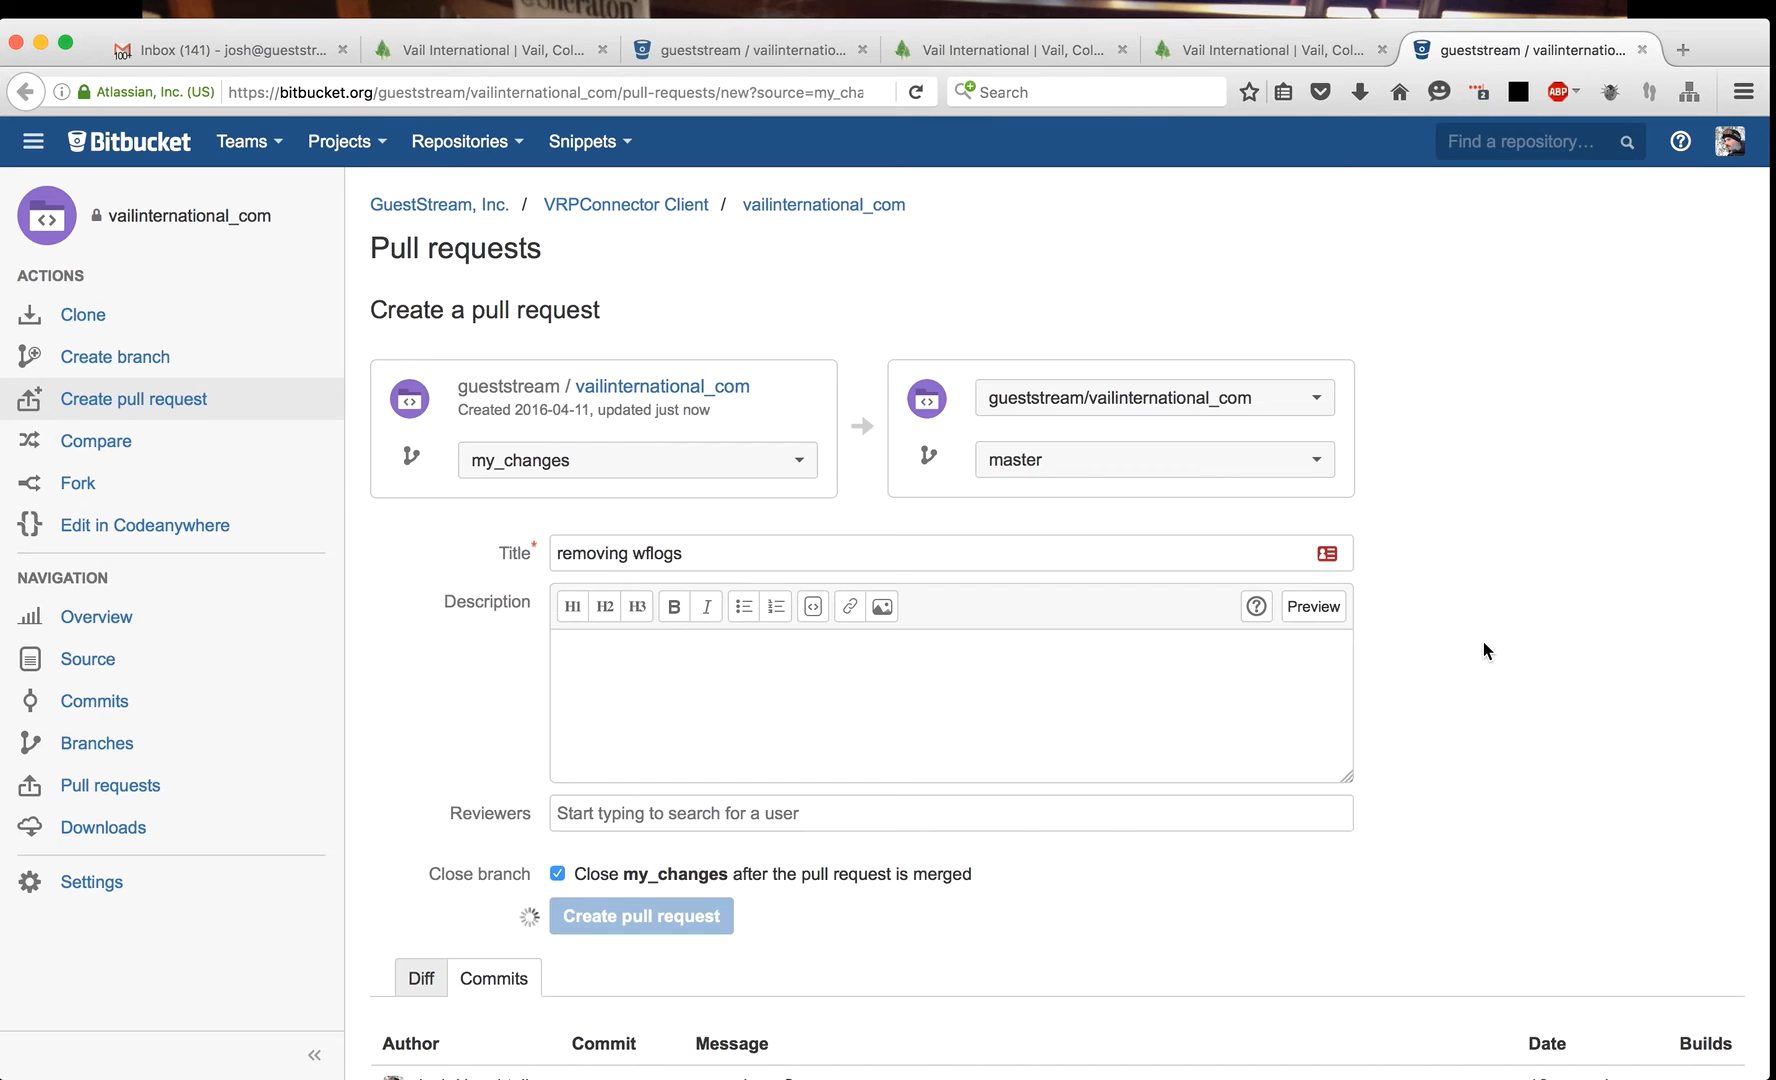 Sheraton
Inbox (141) - josh@gueststr...
Vail International | Vail, Col...
gueststream / vailinternatio...
Vail International | Vail, Col...
Vail International | Vail, Col...
gueststream / vailinternatio...
Atlassian, Inc. (US)
https://bitbucket.org/gueststream/vailinternational_com/pull-requests/new?source=my_cha
Search
ABP
Bitbucket
Teams
Projects
Repositories
Snippets
Find a repository...
vailinternational_com
GuestStream, Inc. / VRPConnector Client / vailinternational_com
Pull requests
ACTIONS
Clone
Create branch
Create pull request
Compare
Fork
Edit in Codeanywhere
NAVIGATION
Overview
Source
Commits
Branches
Pull requests
Downloads
Settings
Create a pull request
gueststream / vailinternational_com
Created 2016-04-11, updated just now
my_changes
gueststream/vailinternational_com
master
Title*
removing wflogs
Description
H1 H2 H3 B I
Preview
Reviewers
Start typing to search for a user
Close branch
Close my_changes after the pull request is merged
Create pull request
Diff
Commits
Author Commit Message Date Builds